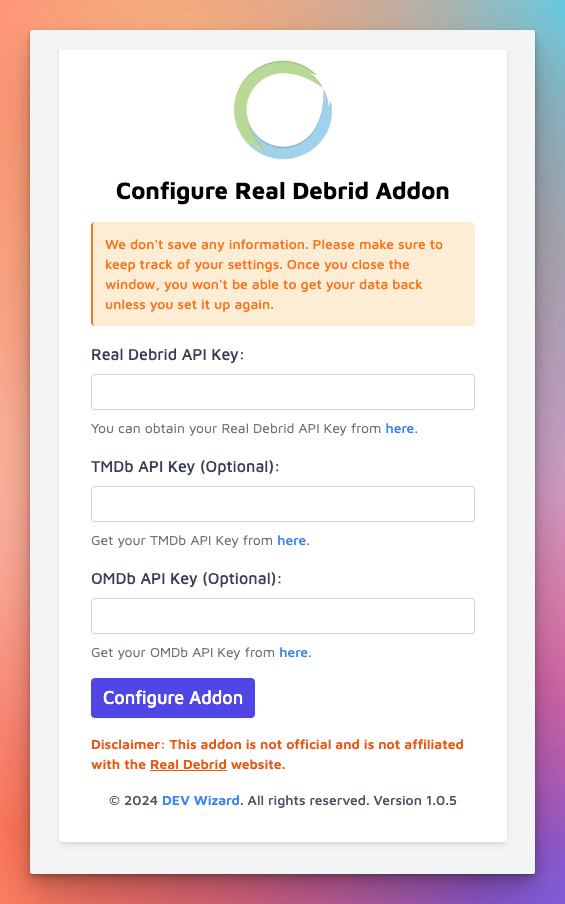 Configure Real Debrid Addon
We don't save any information. Please make sure to
keep track of your settings. Once you close the
window, you won't be able to get your data back
unless you set it up again.
Real Debrid API Key:
You can obtain your Real Debrid API Key from here.
TMDb API Key (Optional):
Get your TMDb API Key from here.
OMDb API Key (Optional):
Get your OMDb API Key from here.
Configure Addon
Disclaimer: This addon is not official and is not affiliated
with the Real Debrid website.
© 2024 DEV Wizard. All rights reserved. Version 1.0.5